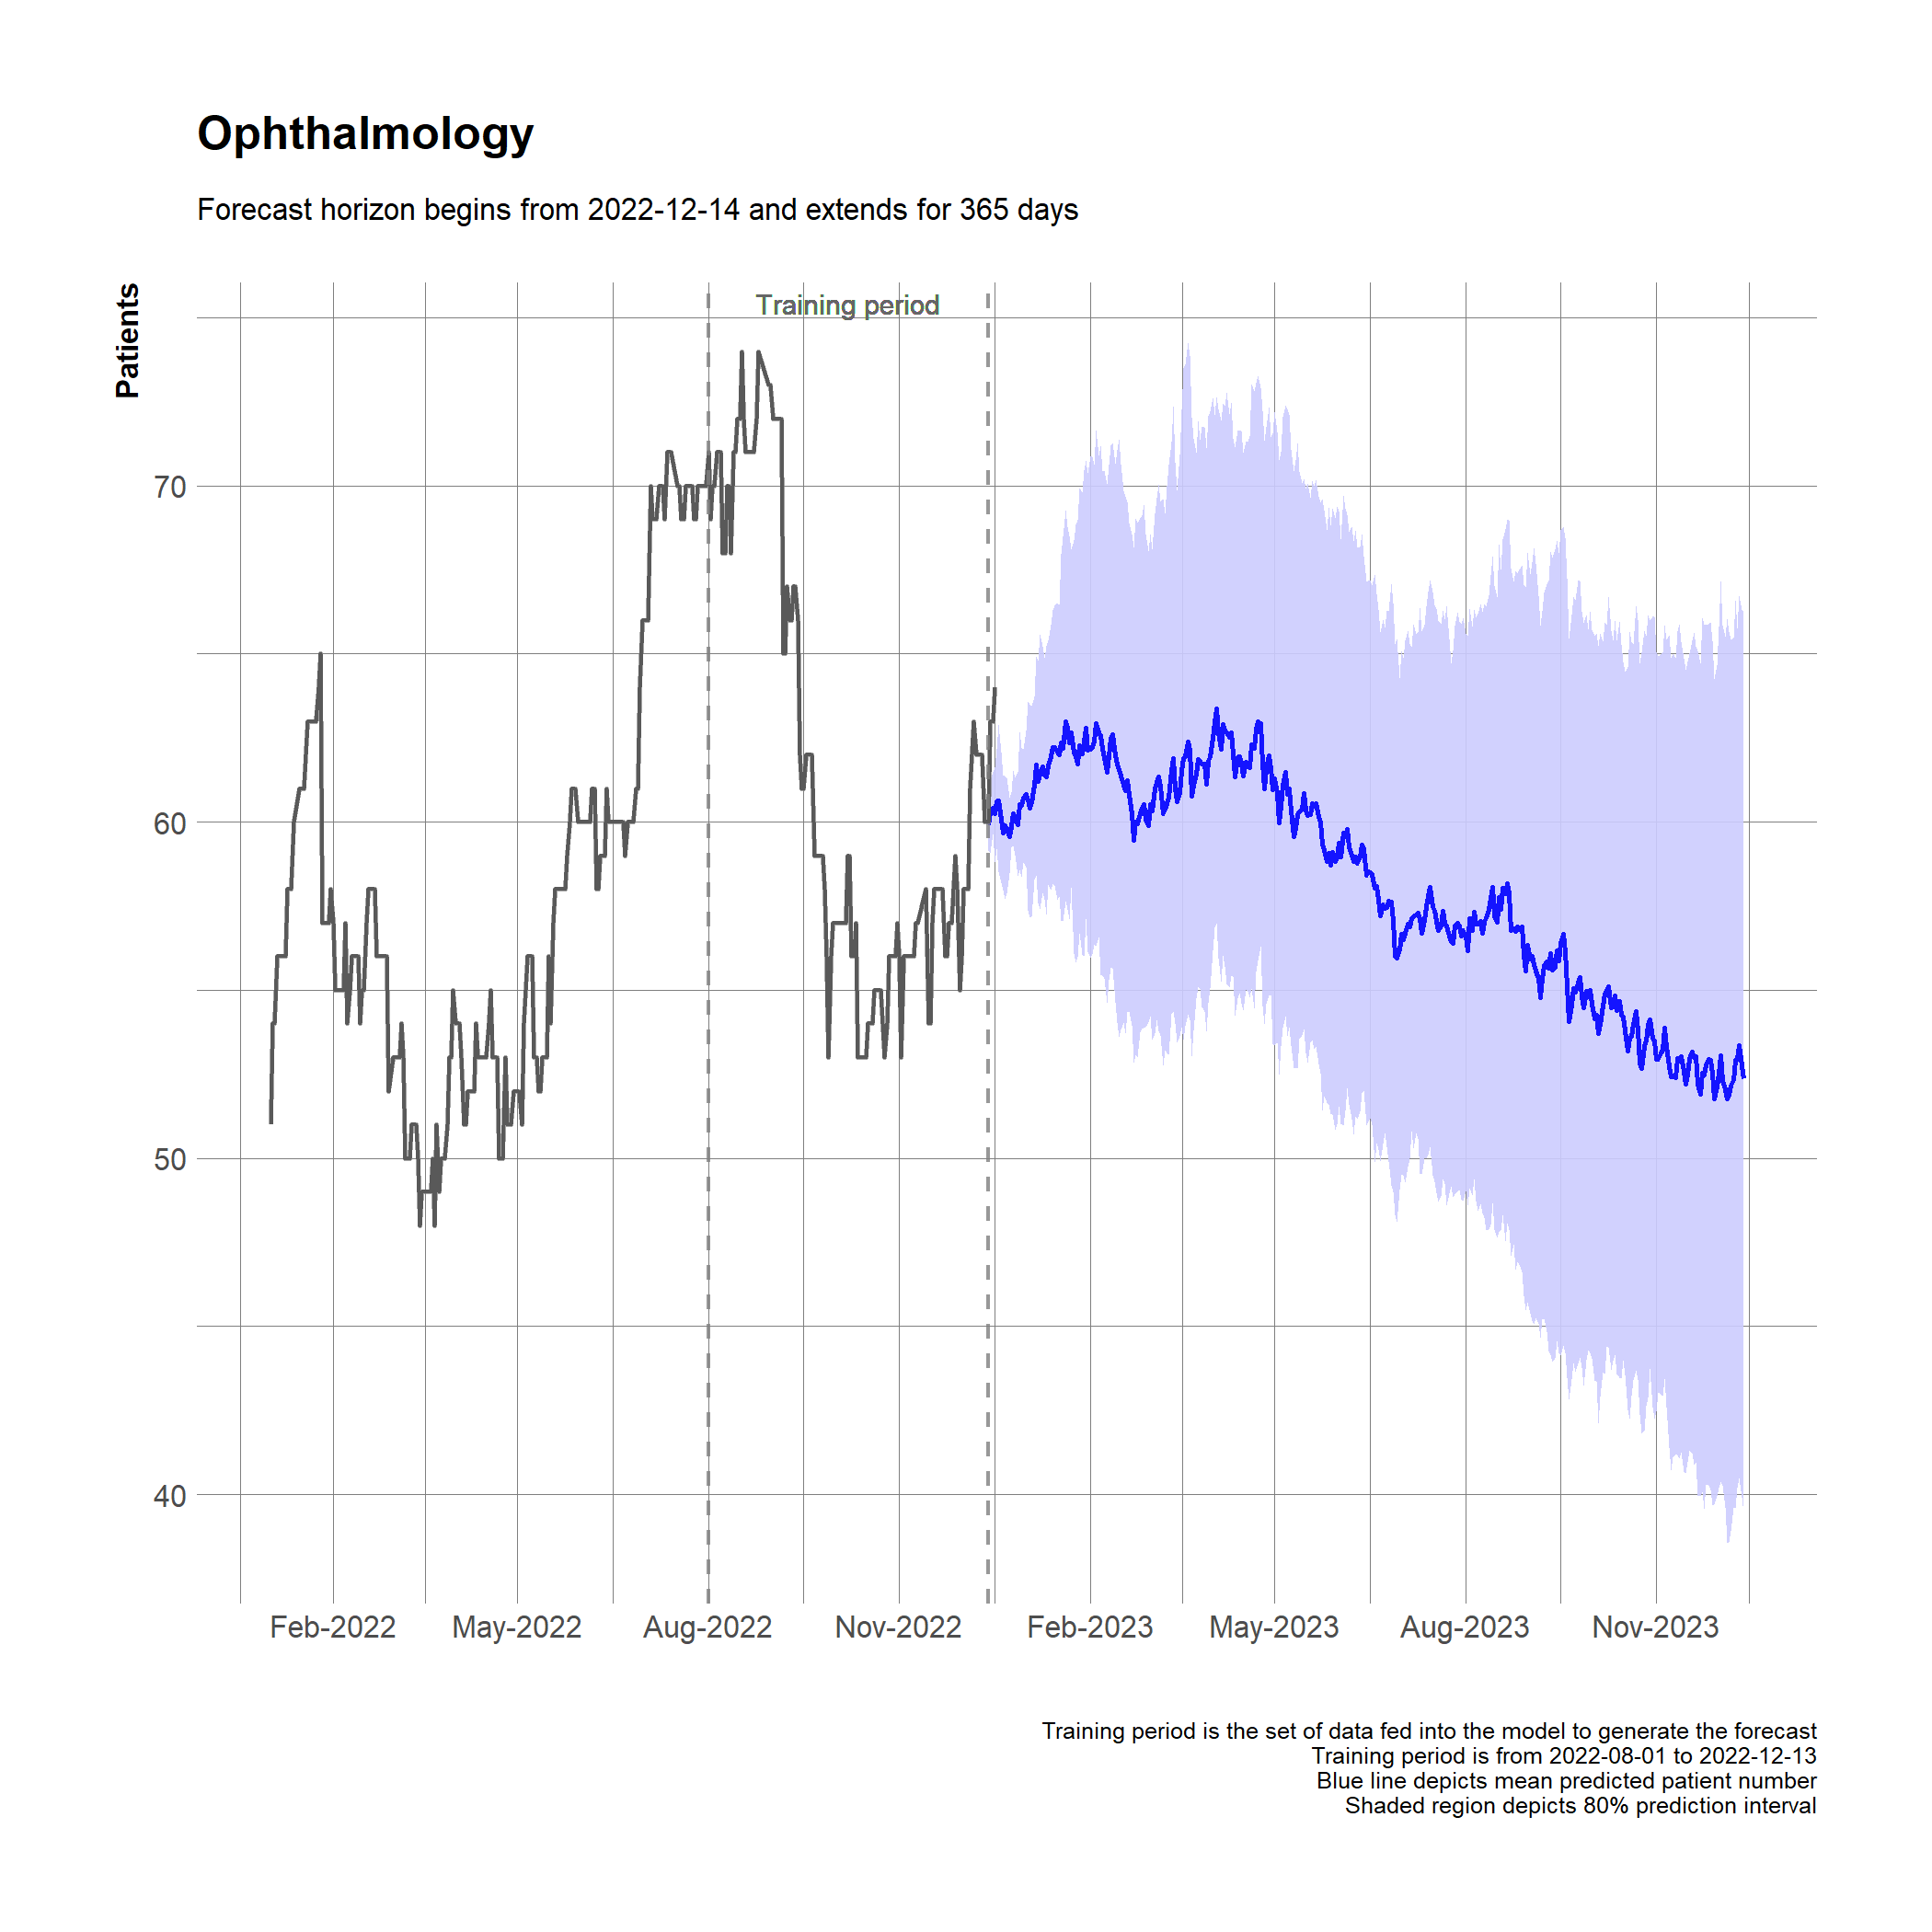 Ophthalmology
Forecast horizon begins from 2022-12-14 and extends for 365 days
Patients
Training period
70
60
50
40
Feb-2022
May-2022
Aug-2022
Nov-2022
Feb-2023
May-2023
Aug-2023
Nov-2023
Training period is the set of data fed into the model to generate the forecast
Training period is from 2022-08-01 to 2022-12-13
Blue line depicts mean predicted patient number
Shaded region depicts 80% prediction interval